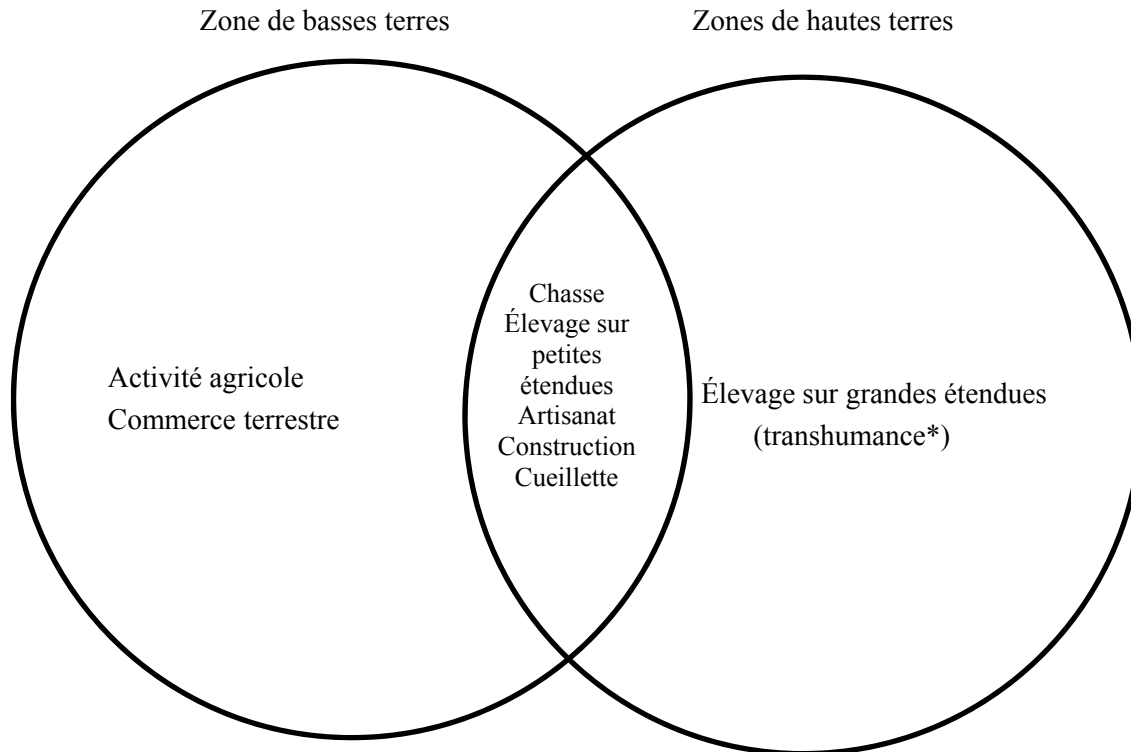 Zone de basses terres
Zones de hautes terres
Activité agricole
Commerce terrestre
Chasse
Élevage sur
petites
étendues
Artisanat
Construction
Cueillette
Élevage sur grandes étendues
(transhumance*)